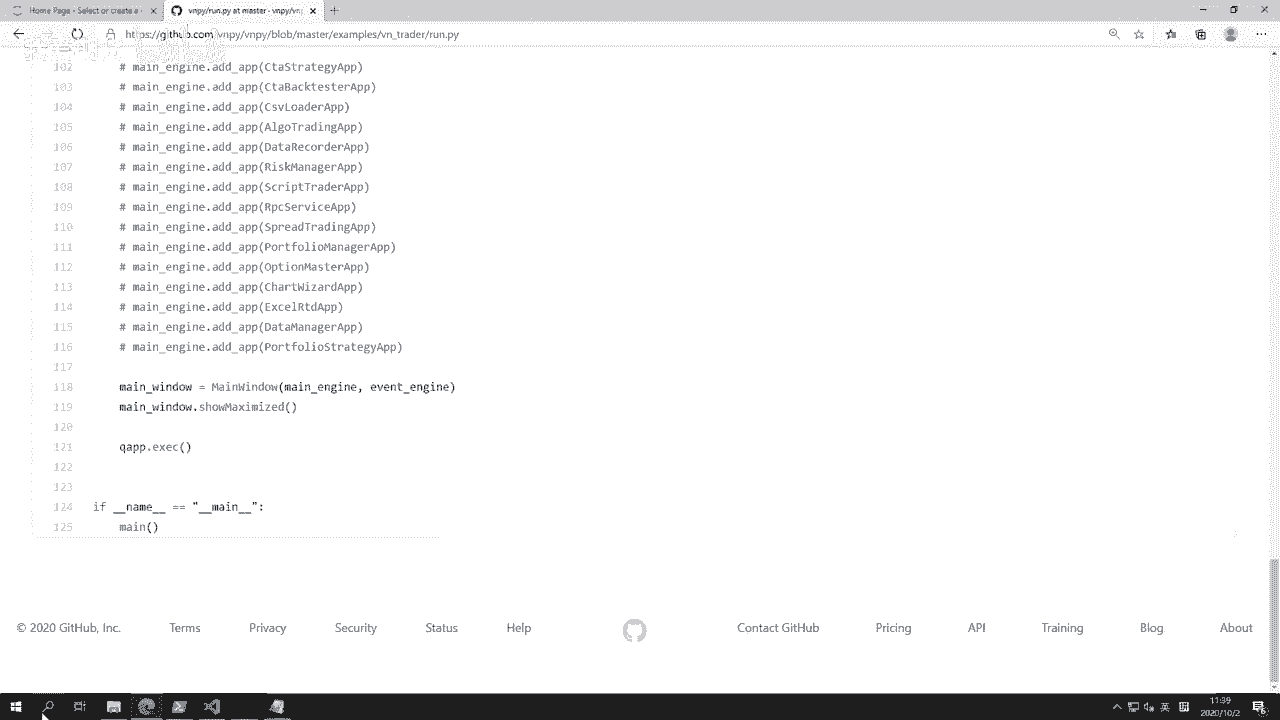 Home Page - Select or create a
vnpy/run.py at master · vnpy/vn
https://github.com/vnpy/vnpy/blob/master/examples/vn_trader/run.py
102 # main_engine.add_app(CtaStrategyApp)
103 # main_engine.add_app(CtaBacktesterApp)
104 # main_engine.add_app(CsvLoaderApp)
105 # main_engine.add_app(AlgoTradingApp)
106 # main_engine.add_app(DataRecorderApp)
107 # main_engine.add_app(RiskManagerApp)
108 # main_engine.add_app(ScriptTraderApp)
109 # main_engine.add_app(RpcServiceApp)
110 # main_engine.add_app(SpreadTradingApp)
111 # main_engine.add_app(PortfolioManagerApp)
112 # main_engine.add_app(OptionMasterApp)
113 # main_engine.add_app(ChartWizardApp)
114 # main_engine.add_app(ExcelRtdApp)
115 # main_engine.add_app(DataManagerApp)
116 # main_engine.add_app(PortfolioStrategyApp)
117
118 main_window = MainWindow(main_engine, event_engine)
119 main_window.showMaximized()
120
121 qapp.exec()
122
123
124 if __name__ == "__main__":
125 main()
© 2020 GitHub, Inc. Terms Privacy Security Status Help Contact GitHub Pricing API Training Blog About
英
11:39
2020/10/2